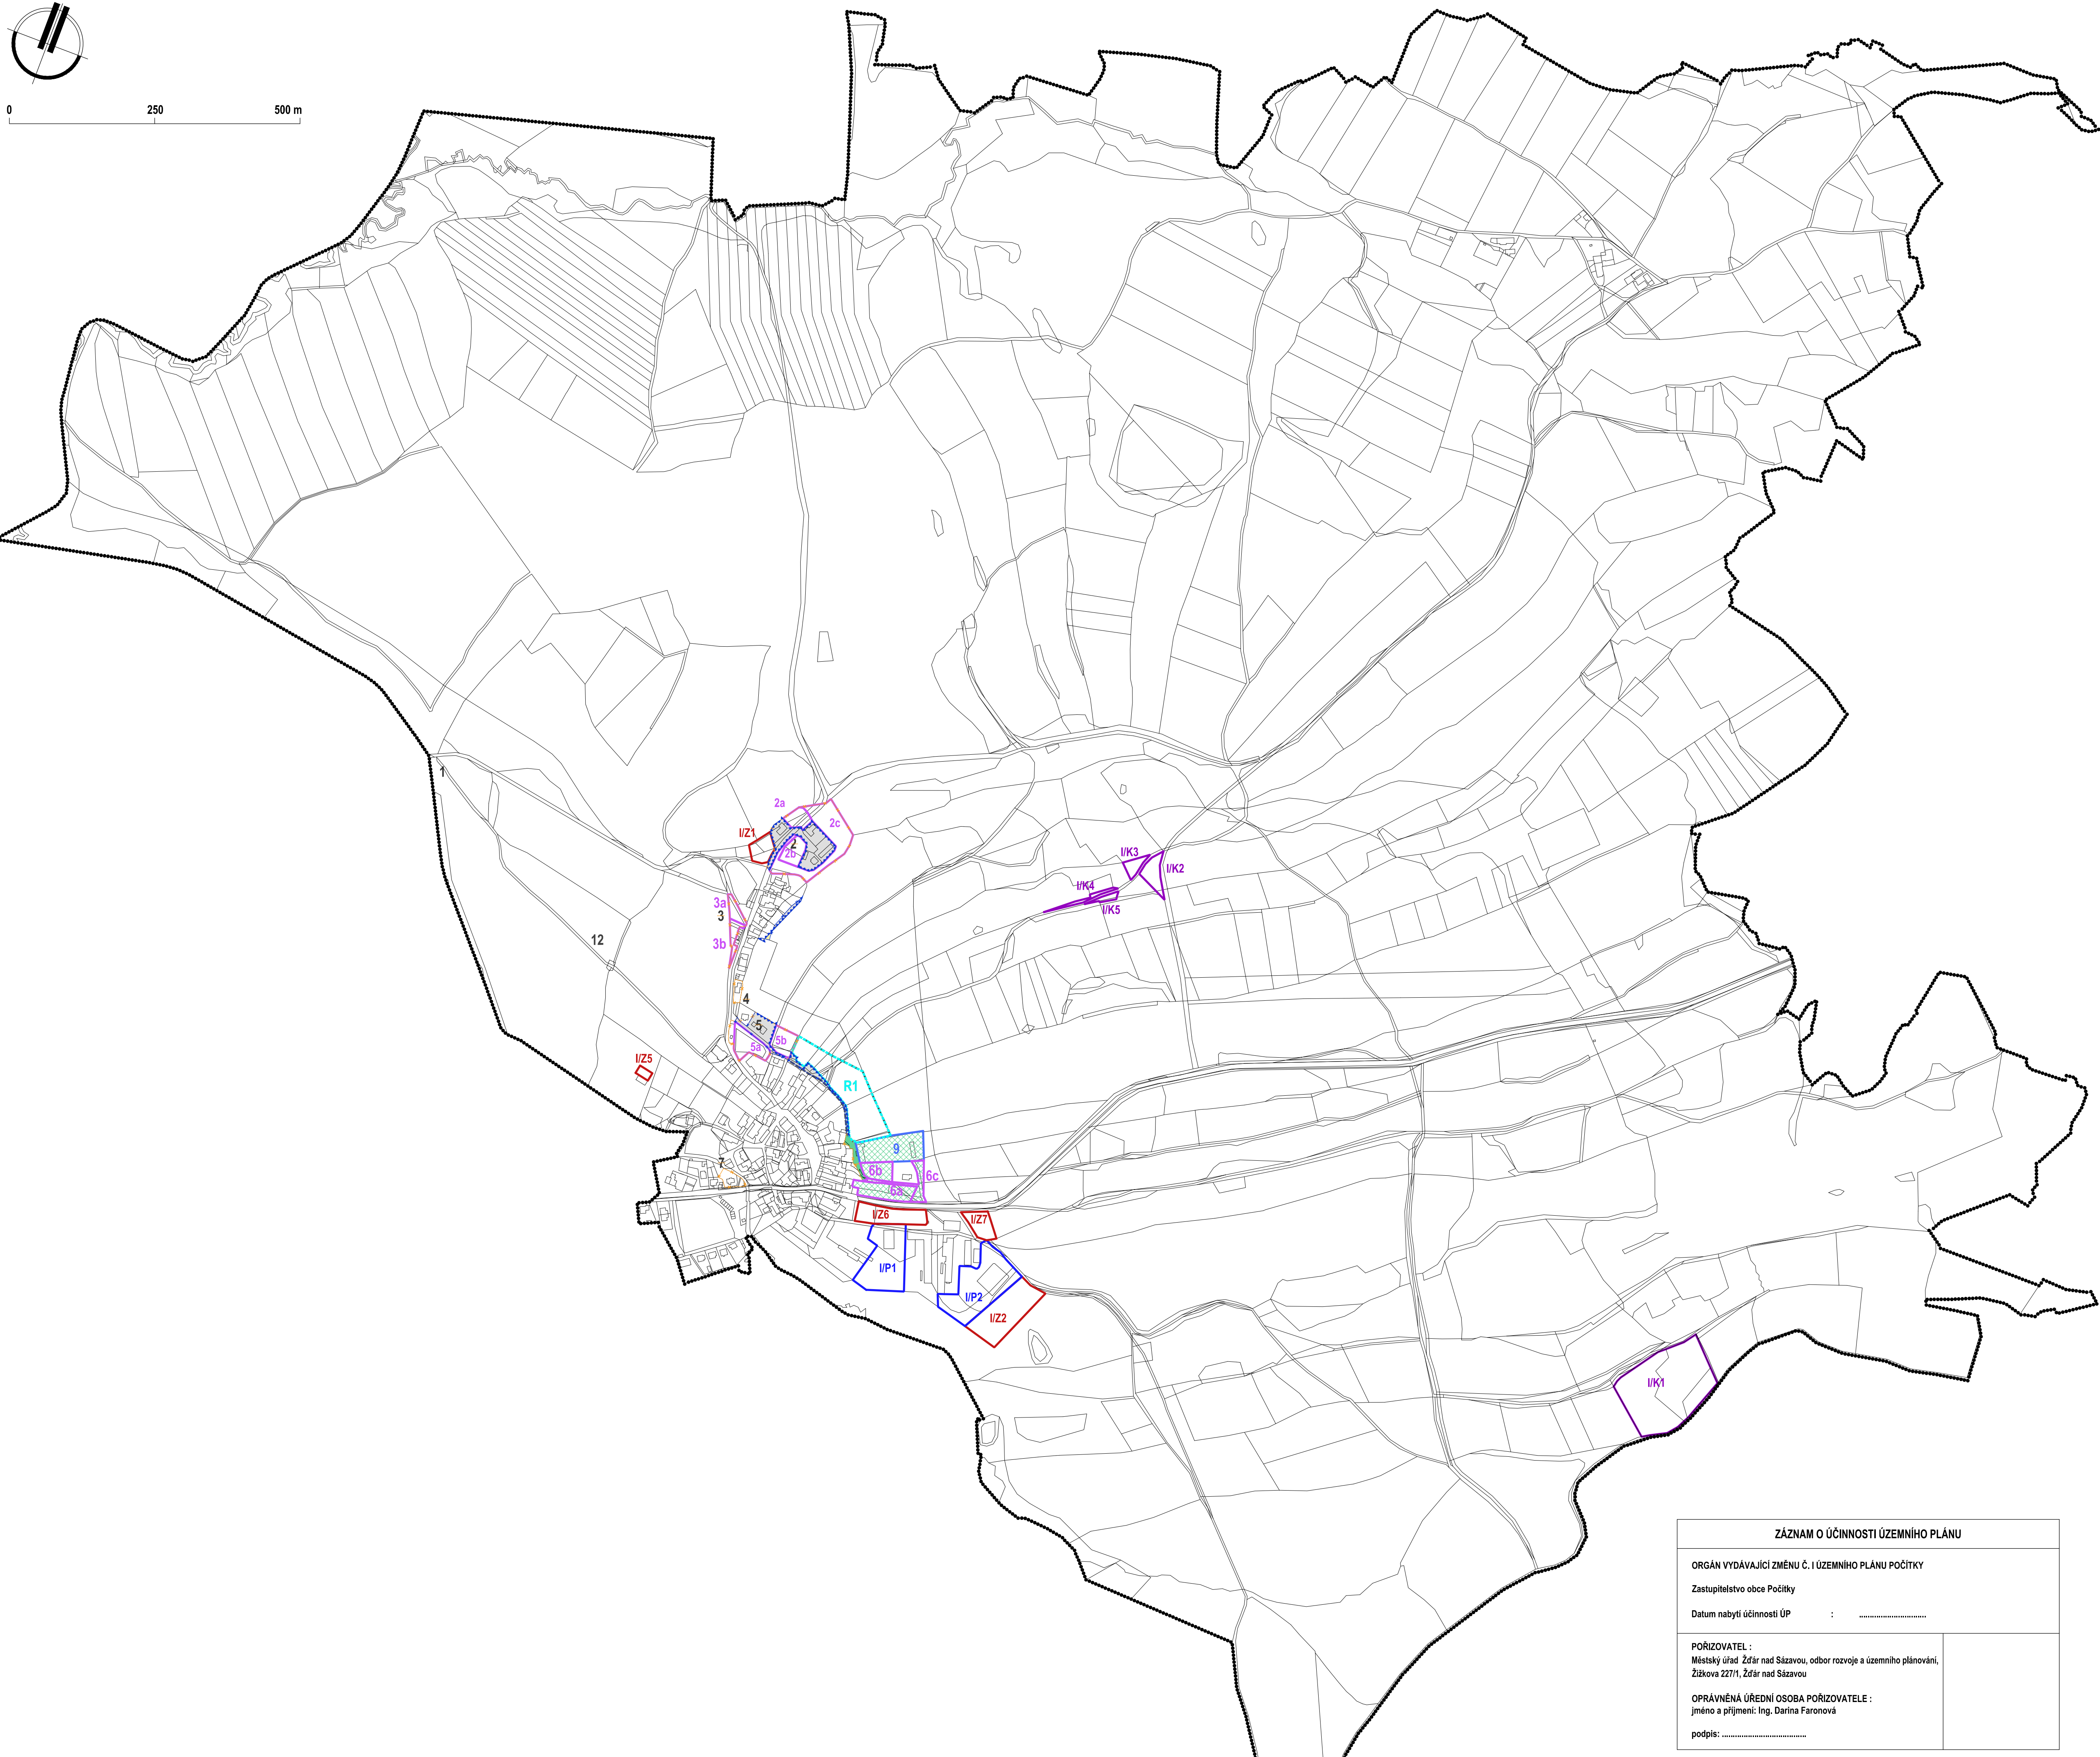 0 250 500 m
2a
2c
I/Z1
2
2b
1
I/K3
I/K2
I/K4
I/K5
3a
3
3b
12
4
5
5a
5b
I/Z5
R1
9
7
6b
6c
6a
I/Z6
I/Z7
I/P1
I/P2
I/Z2
I/K1
ZÁZNAM O ÚČINNOSTI ÚZEMNÍHO PLÁNU
ORGÁN VYDÁVAJÍCÍ ZMĚNU Č. I ÚZEMNÍHO PLÁNU POČÍTKY
Zastupitelstvo obce Počítky
Datum nabytí účinnosti ÚP : ...............................
POŘIZOVATEL :
Městský úřad Žďár nad Sázavou, odbor rozvoje a územního plánování,
Žižkova 227/1, Žďár nad Sázavou
OPRÁVNĚNÁ ÚŘEDNÍ OSOBA POŘIZOVATELE :
jméno a příjmení: Ing. Darina Faronová
podpis: .......................................